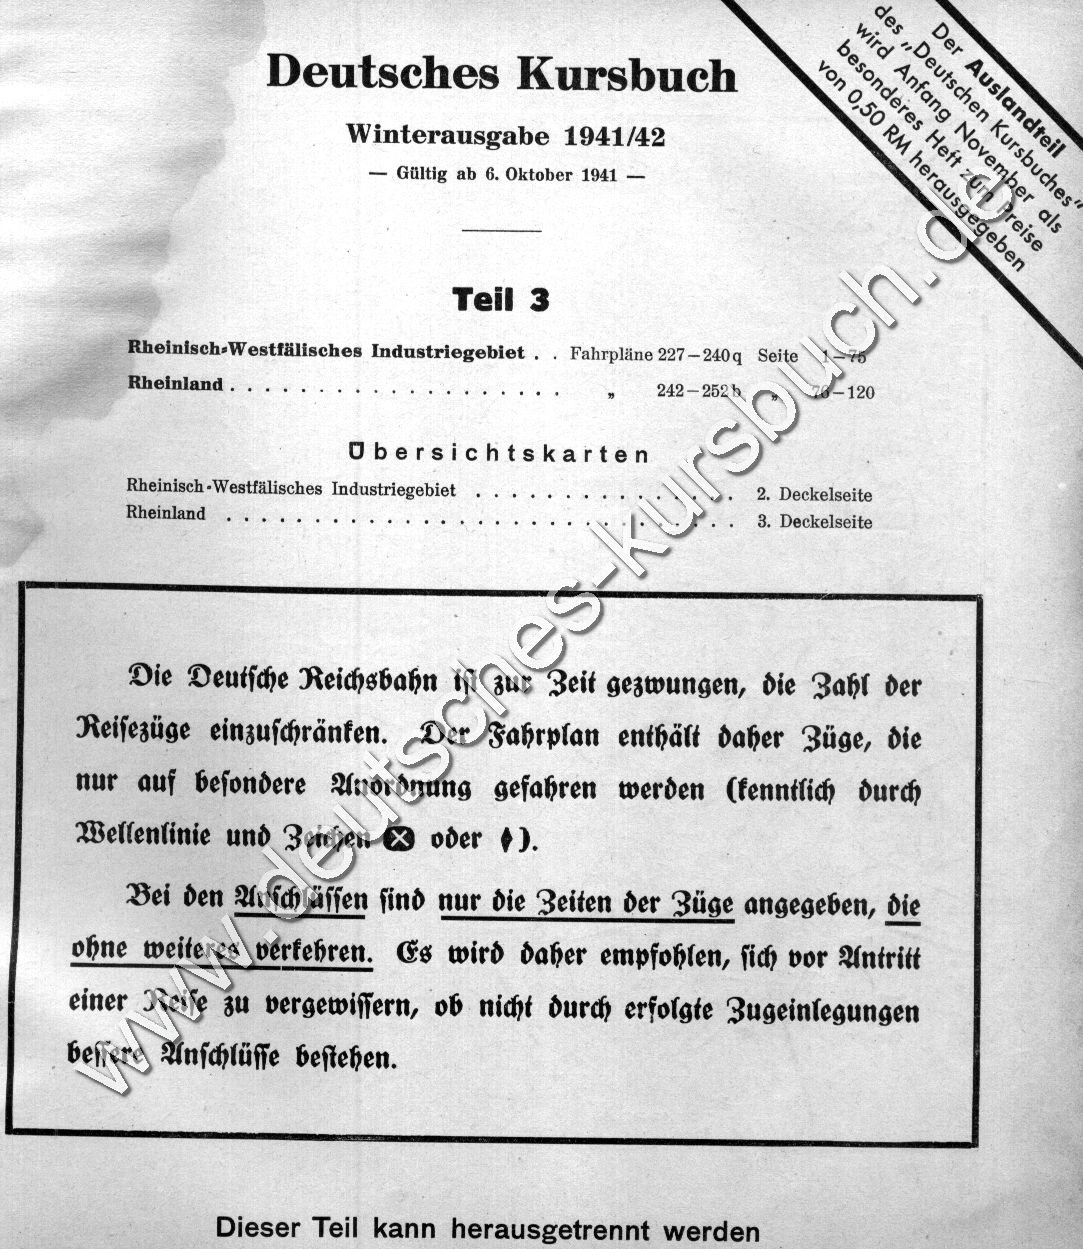 Deutsches Kursbuch
Winterausgabe 1941/42
— Gültig ab 6. Oktober 1941 —
Der Auslandteil
des „Deutschen Kursbuches"
wird Anfang November als
besonderes Heft zum Preise
von 0,50 RM herausgegeben
Teil 3
Rheinisch-Westfälisches Industriegebiet . . Fahrpläne 227—240q Seite 1—75
Rheinland . . . . . . . . . . . . . . . . . . . „ 242—252b „ 76—120
Übersichtskarten
Rheinisch-Westfälisches Industriegebiet . . . . . . . . . . . . . . . 2. Deckelseite
Rheinland . . . . . . . . . . . . . . . . . . . . . . . . . . . . . . 3. Deckelseite
Die Deutsche Reichsbahn ist zur Zeit gezwungen, die Zahl der
Reisezüge einzuschränken. Der Fahrplan enthält daher Züge, die
nur auf besondere Anordnung gefahren werden (kenntlich durch
Wellenlinie und Zeichen ⊗ oder ⧫).
Bei den Anschlüssen sind nur die Zeiten der Züge angegeben, die
ohne weiteres verkehren. Es wird daher empfohlen, sich vor Antritt
einer Reise zu vergewissern, ob nicht durch erfolgte Zugeinlegungen
bessere Anschlüsse bestehen.
Dieser Teil kann herausgetrennt werden
www.deutsches-kursbuch.de